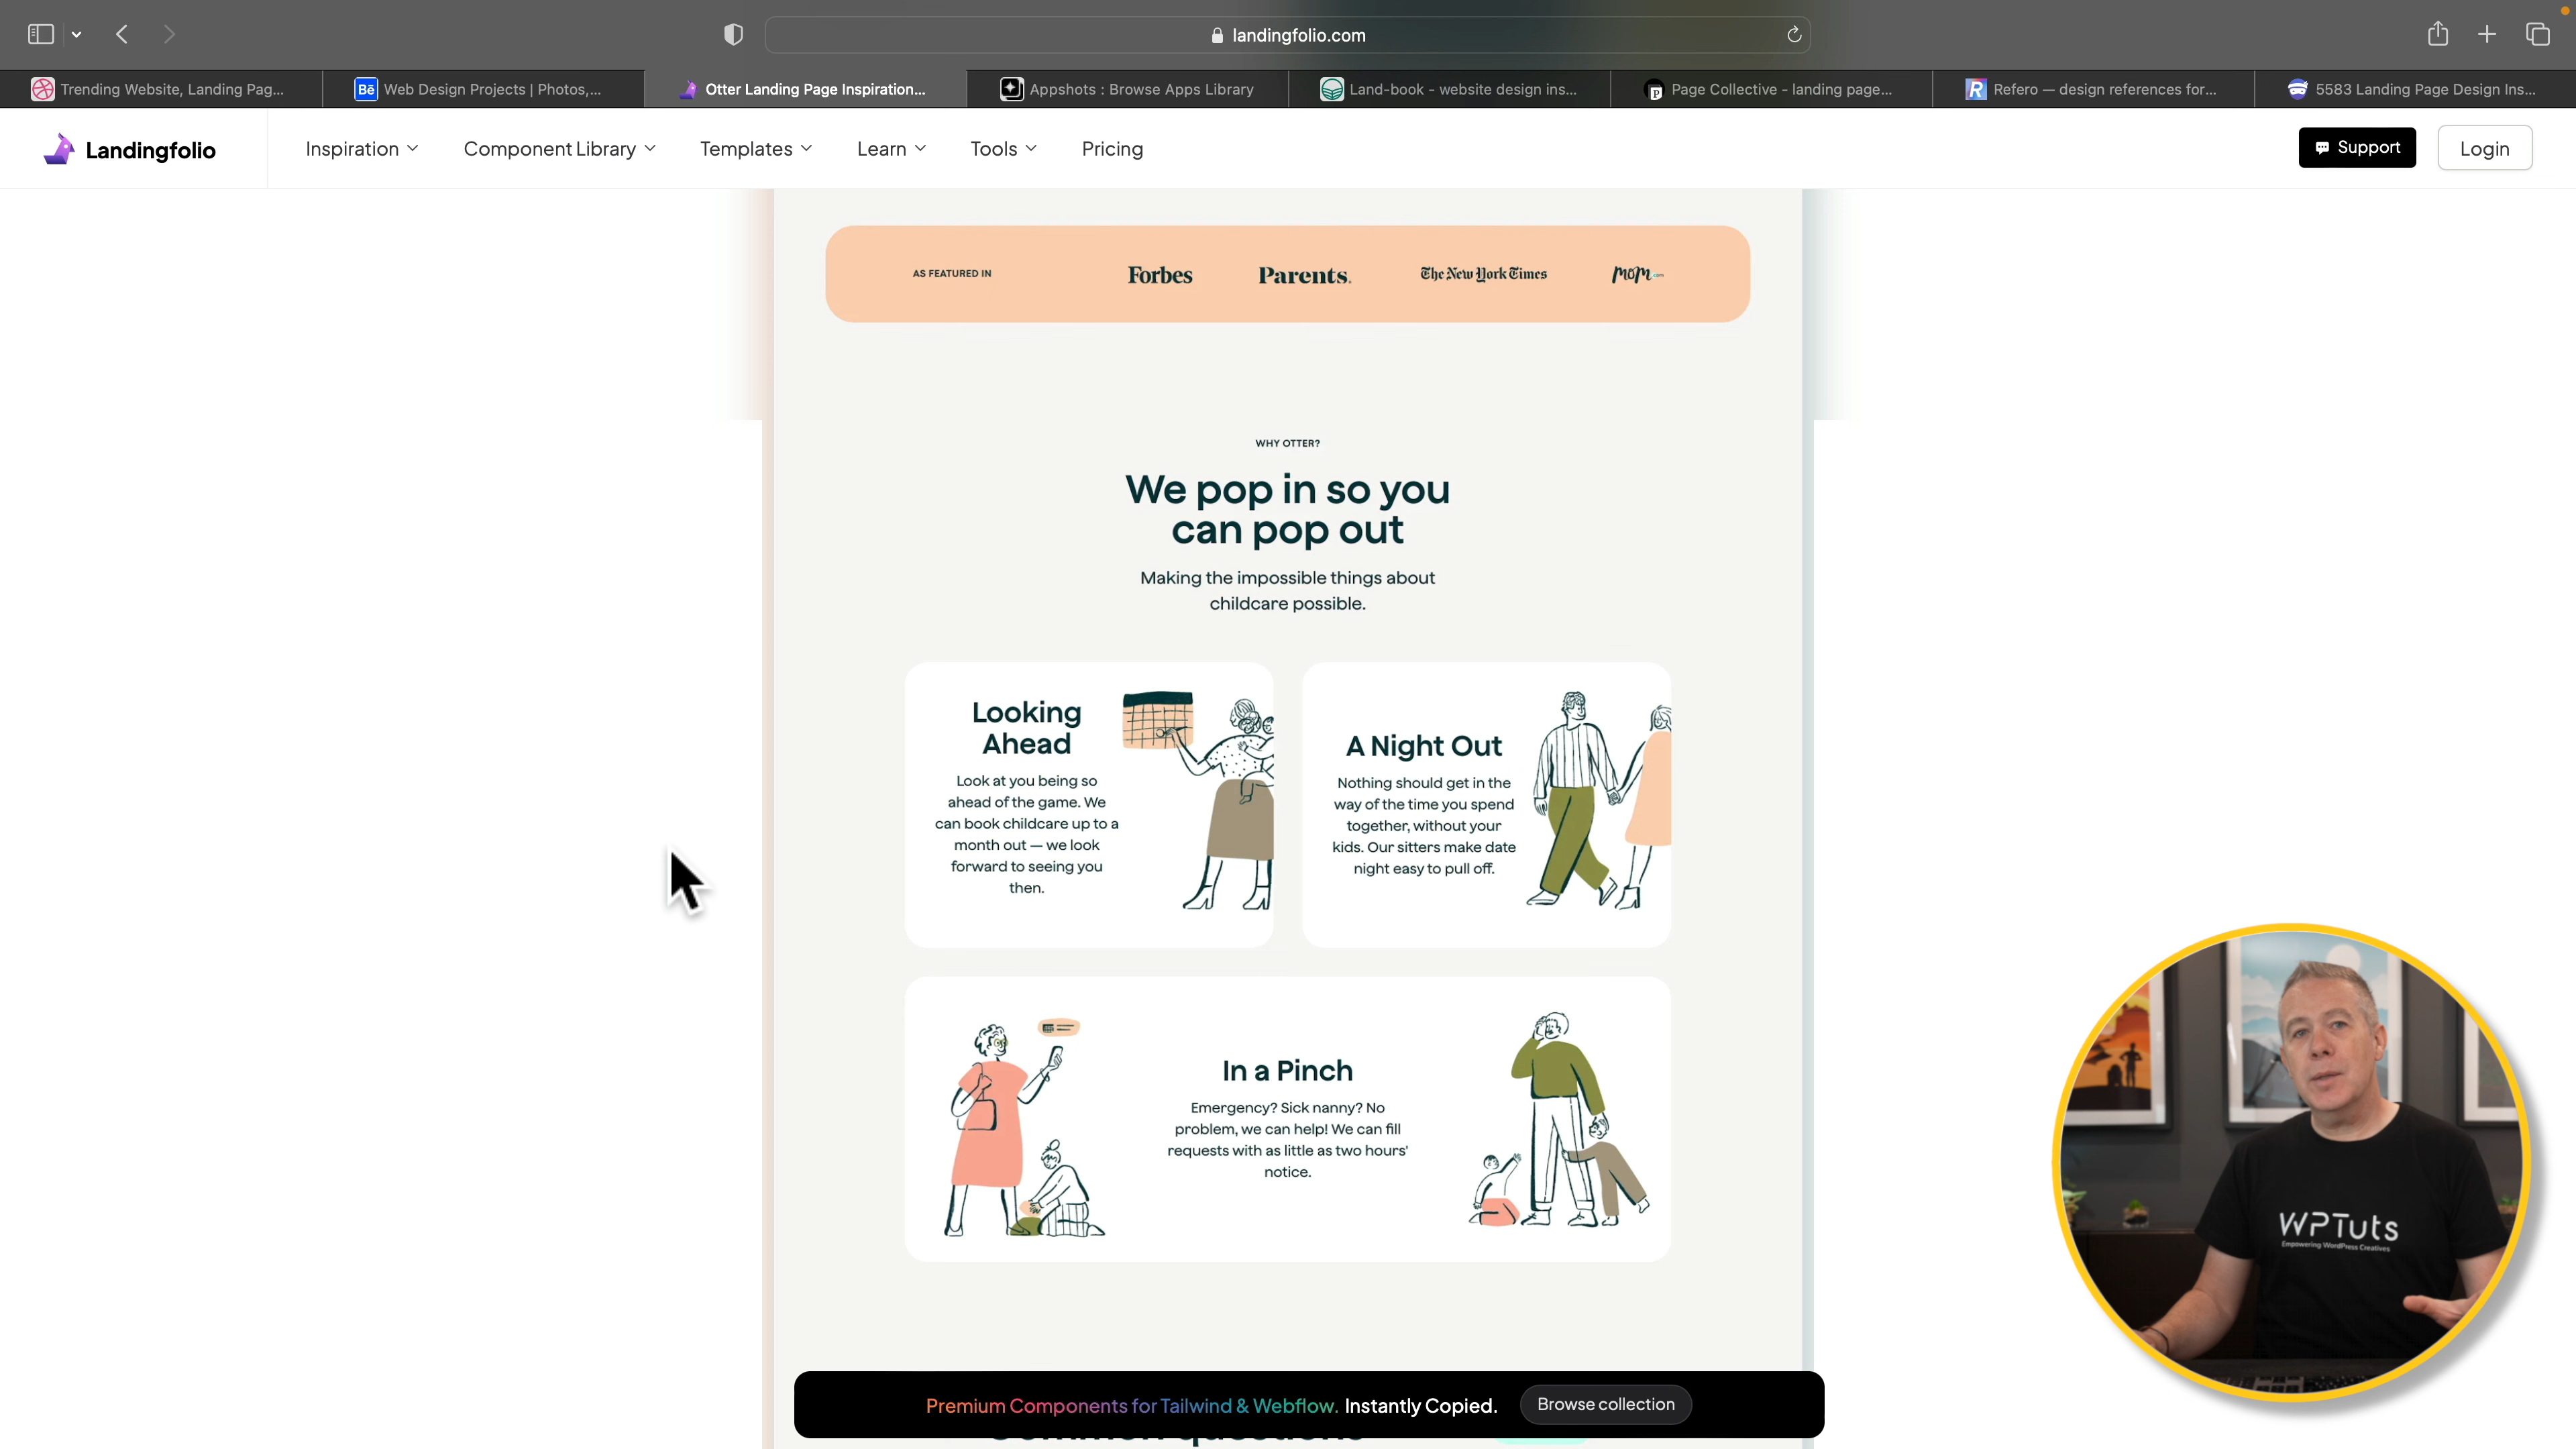 landingfolio.com
Trending Website, Landing Pag...
Web Design Projects | Photos,...
Otter Landing Page Inspiration...
Appshots : Browse Apps Library
Land-book - website design ins...
Page Collective - landing page...
Refero — design references for...
5583 Landing Page Design Ins...
Landingfolio
Inspiration
Component Library
Templates
Learn
Tools
Pricing
Support
Login
AS FEATURED IN
Forbes
Parents.
The New York Times
mom.com
WHY OTTER?
We pop in so you
can pop out
Making the impossible things about
childcare possible.
Looking
Ahead
Look at you being so
ahead of the game. We
can book childcare up to a
month out — we look
forward to seeing you
then.
A Night Out
Nothing should get in the
way of the time you spend
together, without your
kids. Our sitters make date
night easy to pull off.
In a Pinch
Emergency? Sick nanny? No
problem, we can help! We can fill
requests with as little as two hours'
notice.
WPTuts
Empowering WordPress Creatives
Premium Components for Tailwind & Webflow. Instantly Copied.
Browse collection
Common questions